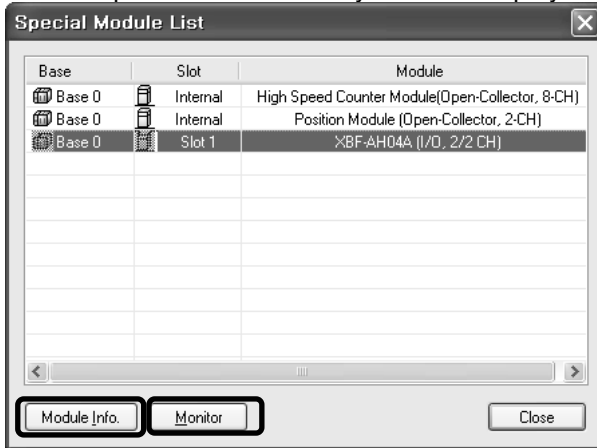 Special Module List
Base Slot Module
Base 0 Internal High Speed Counter Module(Open-Collector, 8-CH)
Base 0 Internal Position Module (Open-Collector, 2-CH)
Base 0 Slot 1 XBF-AH04A (I/O, 2/2 CH)
Module Info. Monitor Close